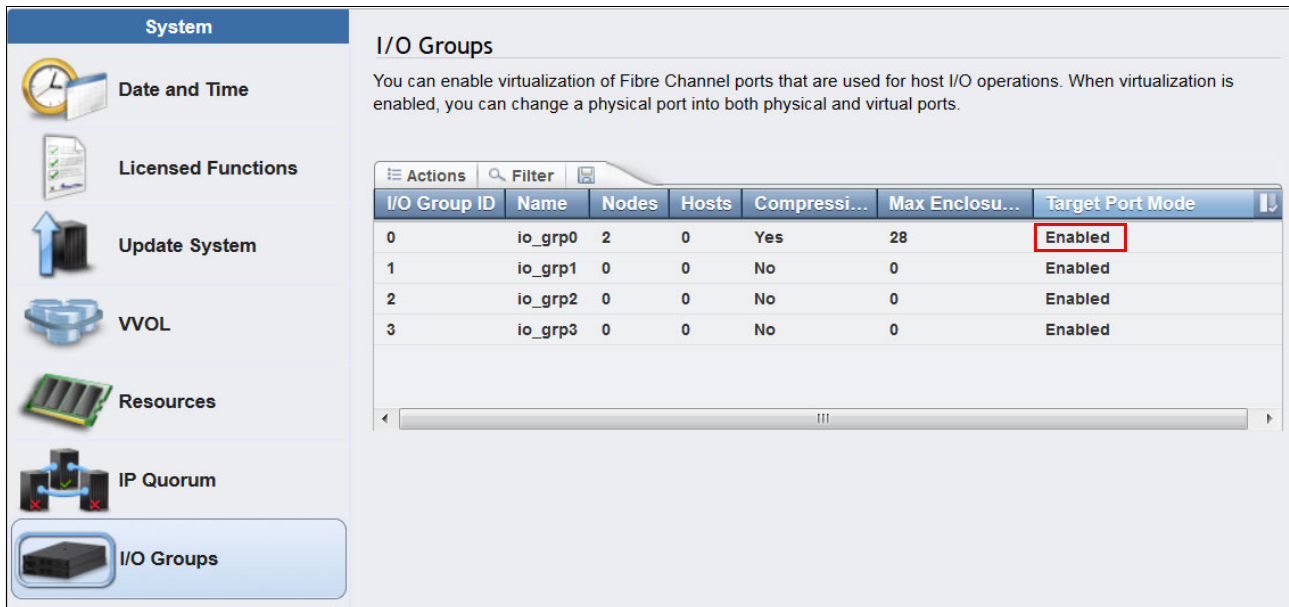 System
Date and Time
Licensed Functions
Update System
VVOL
Resources
IP Quorum
I/O Groups
I/O Groups
You can enable virtualization of Fibre Channel ports that are used for host I/O operations. When virtualization is
enabled, you can change a physical port into both physical and virtual ports.
Actions Filter
I/O Group ID Name Nodes Hosts Compressi... Max Enclosu... Target Port Mode
0 io_grp0 2 0 Yes 28 Enabled
1 io_grp1 0 0 No 0 Enabled
2 io_grp2 0 0 No 0 Enabled
3 io_grp3 0 0 No 0 Enabled